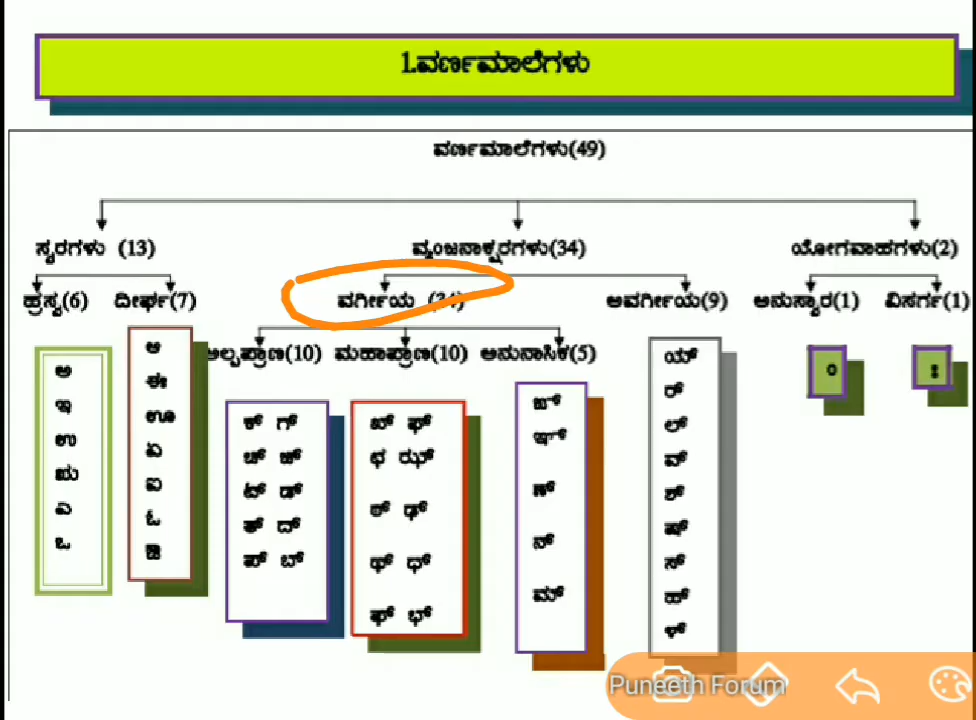 1.ವರ್ಣಮಾಲೆಗಳು
ವರ್ಣಮಾಲೆಗಳು(49)
ಸ್ವರಗಳು (13) ವ್ಯಂಜನಾಕ್ಷರಗಳು(34) ಯೋಗವಾಹಗಳು(2)
ಹ್ರಸ್ವ(6) ದೀರ್ಘ(7) ವರ್ಗೀಯ ಅವರ್ಗೀಯ(9) ಅನುಸ್ವಾರ(1) ವಿಸರ್ಗ(1)
ಅಲ್ಪಪ್ರಾಣ(10) ಮಹಾಪ್ರಾಣ(10) ಅನುನಾಸಿಕ(5)
ಅ
ಇ
ಉ
ಋ
ಎ
ಒ
ಆ
ಈ
ಊ
ಏ
ಐ
ಓ
ಔ
ಕ್ ಗ್
ಚ್ ಜ್
ಟ್ ಡ್
ತ್ ದ್
ಪ್ ಬ್
ಖ್ ಘ್
ಛ ಝ್
ಠ್ ಢ್
ಥ್ ಧ್
ಫ್ ಭ್
ಙ್
ಞ್
ಣ್
ನ್
ಮ್
ಯ್
ರ್
ಲ್
ವ್
ಶ್
ಷ್
ಸ್
ಹ್
ಳ್
ಂ
ಃ
Puneeth Forum